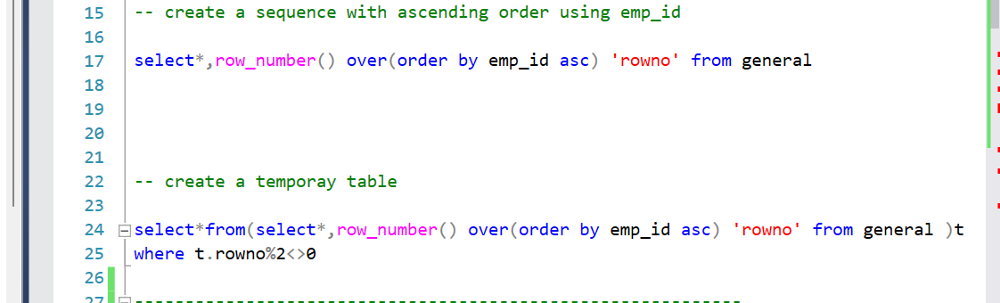 15 -- create a sequence with ascending order using emp_id
16
17 select*,row_number() over(order by emp_id asc) 'rowno' from general
18
19
20
21
22 -- create a temporay table
23
24 select*from(select*,row_number() over(order by emp_id asc) 'rowno' from general )t
25 where t.rowno%2<>0
26
27 ------------------------------------------------------------